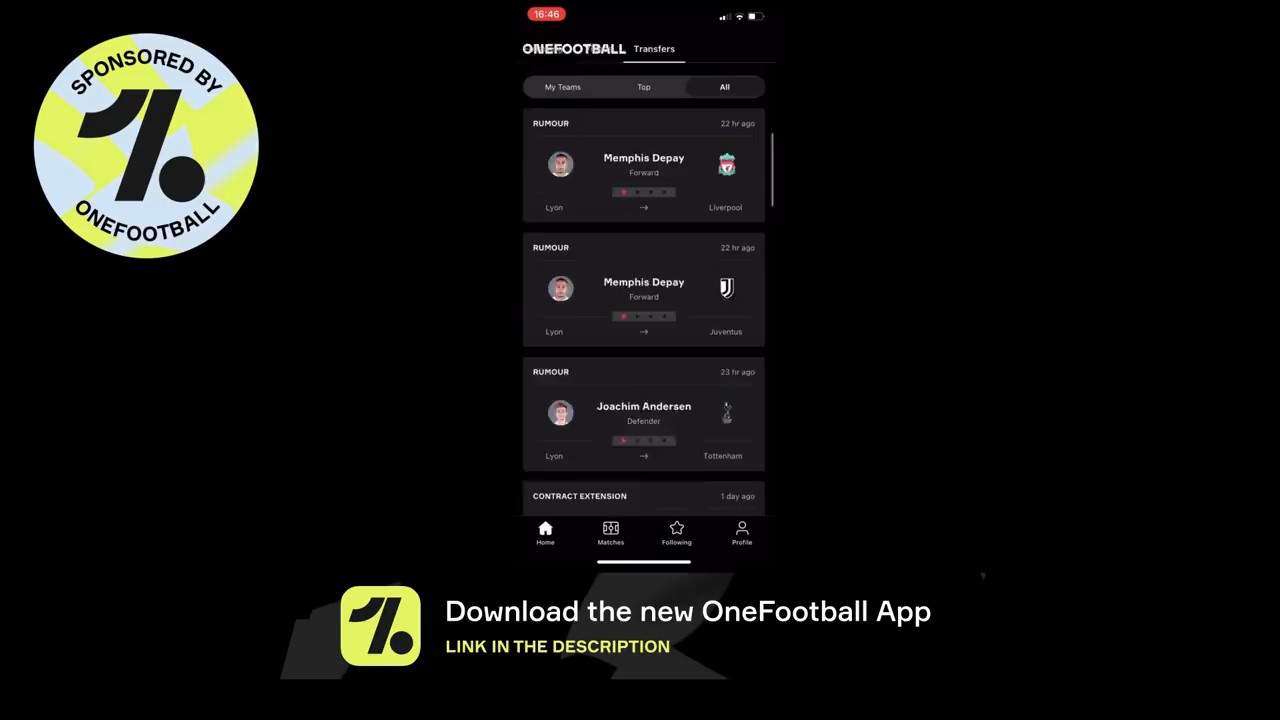 SPONSORED BY
ONEFOOTBALL
16:46
ONEFOOTBALL Transfers
My Teams Top All
RUMOUR 22 hr ago
Memphis Depay
Forward
Lyon → Liverpool
RUMOUR 22 hr ago
Memphis Depay
Forward
Lyon → Juventus
RUMOUR 23 hr ago
Joachim Andersen
Defender
Lyon → Tottenham
CONTRACT EXTENSION 1 day ago
Home Matches Following Profile
Download the new OneFootball App
LINK IN THE DESCRIPTION